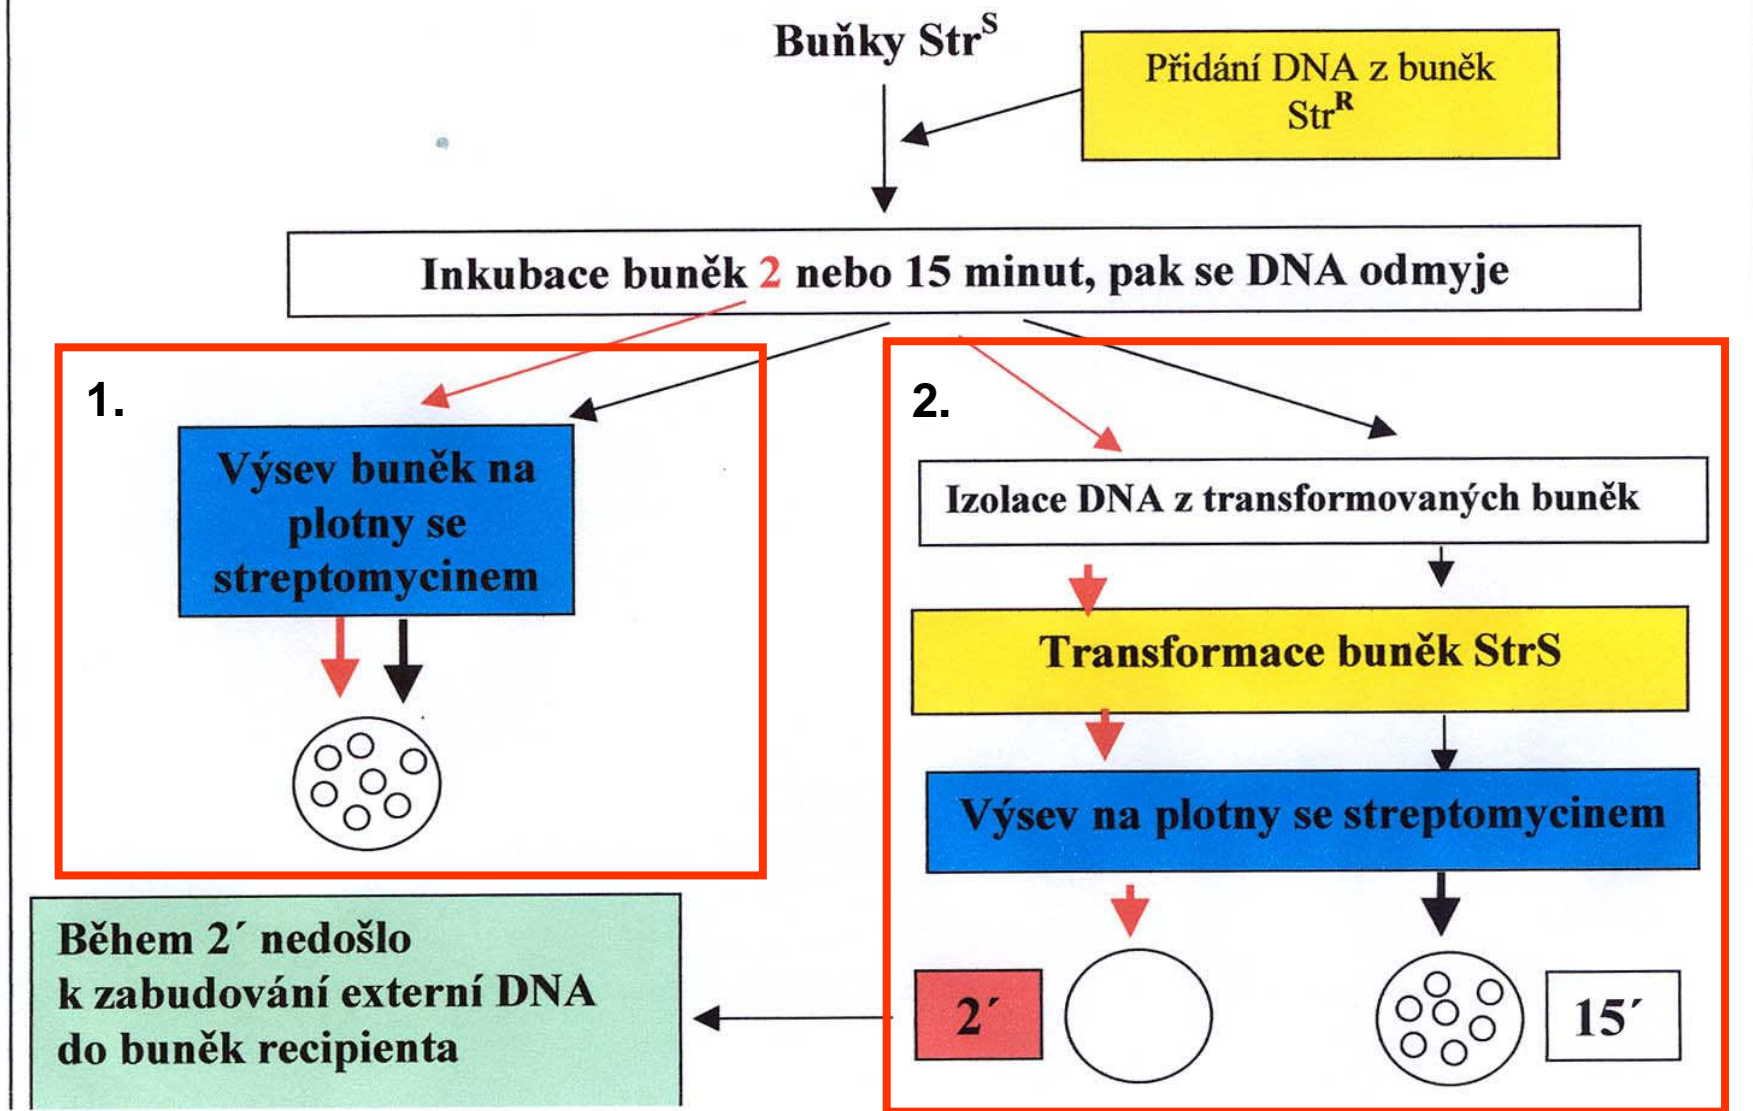 Buňky Str^S
Přidání DNA z buněk
Str^R
Inkubace buněk 2 nebo 15 minut, pak se DNA odmyje
1.
Výsev buněk na
plotny se
streptomycinem
2.
Izolace DNA z transformovaných buněk
Transformace buněk StrS
Výsev na plotny se streptomycinem
Během 2´ nedošlo
k zabudování externí DNA
do buněk recipienta
2´
15´